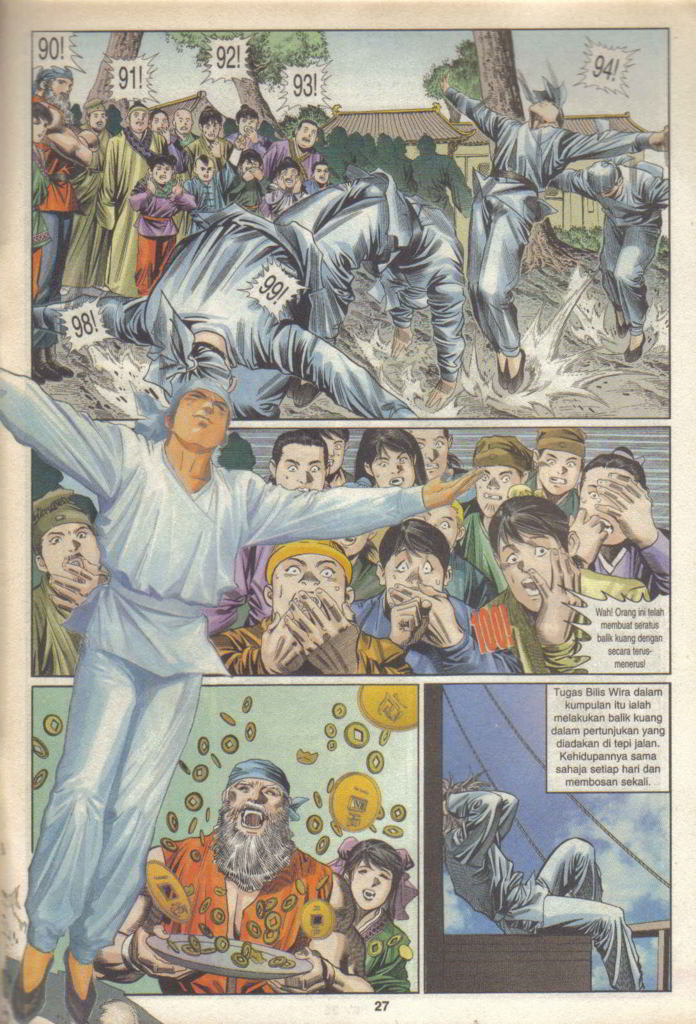 90!
91!
92!
93!
94!
98!
99!
100!
Wah! Orang ini telah
membuat seratus
balik kuang dengan
secara terus-
menerus!
Tugas Bilis Wira dalam
kumpulan itu ialah
melakukan balik kuang
dalam pertunjukan yang
diadakan di tepi jalan.
Kehidupannya sama
sahaja setiap hari dan
membosan sekali.
27